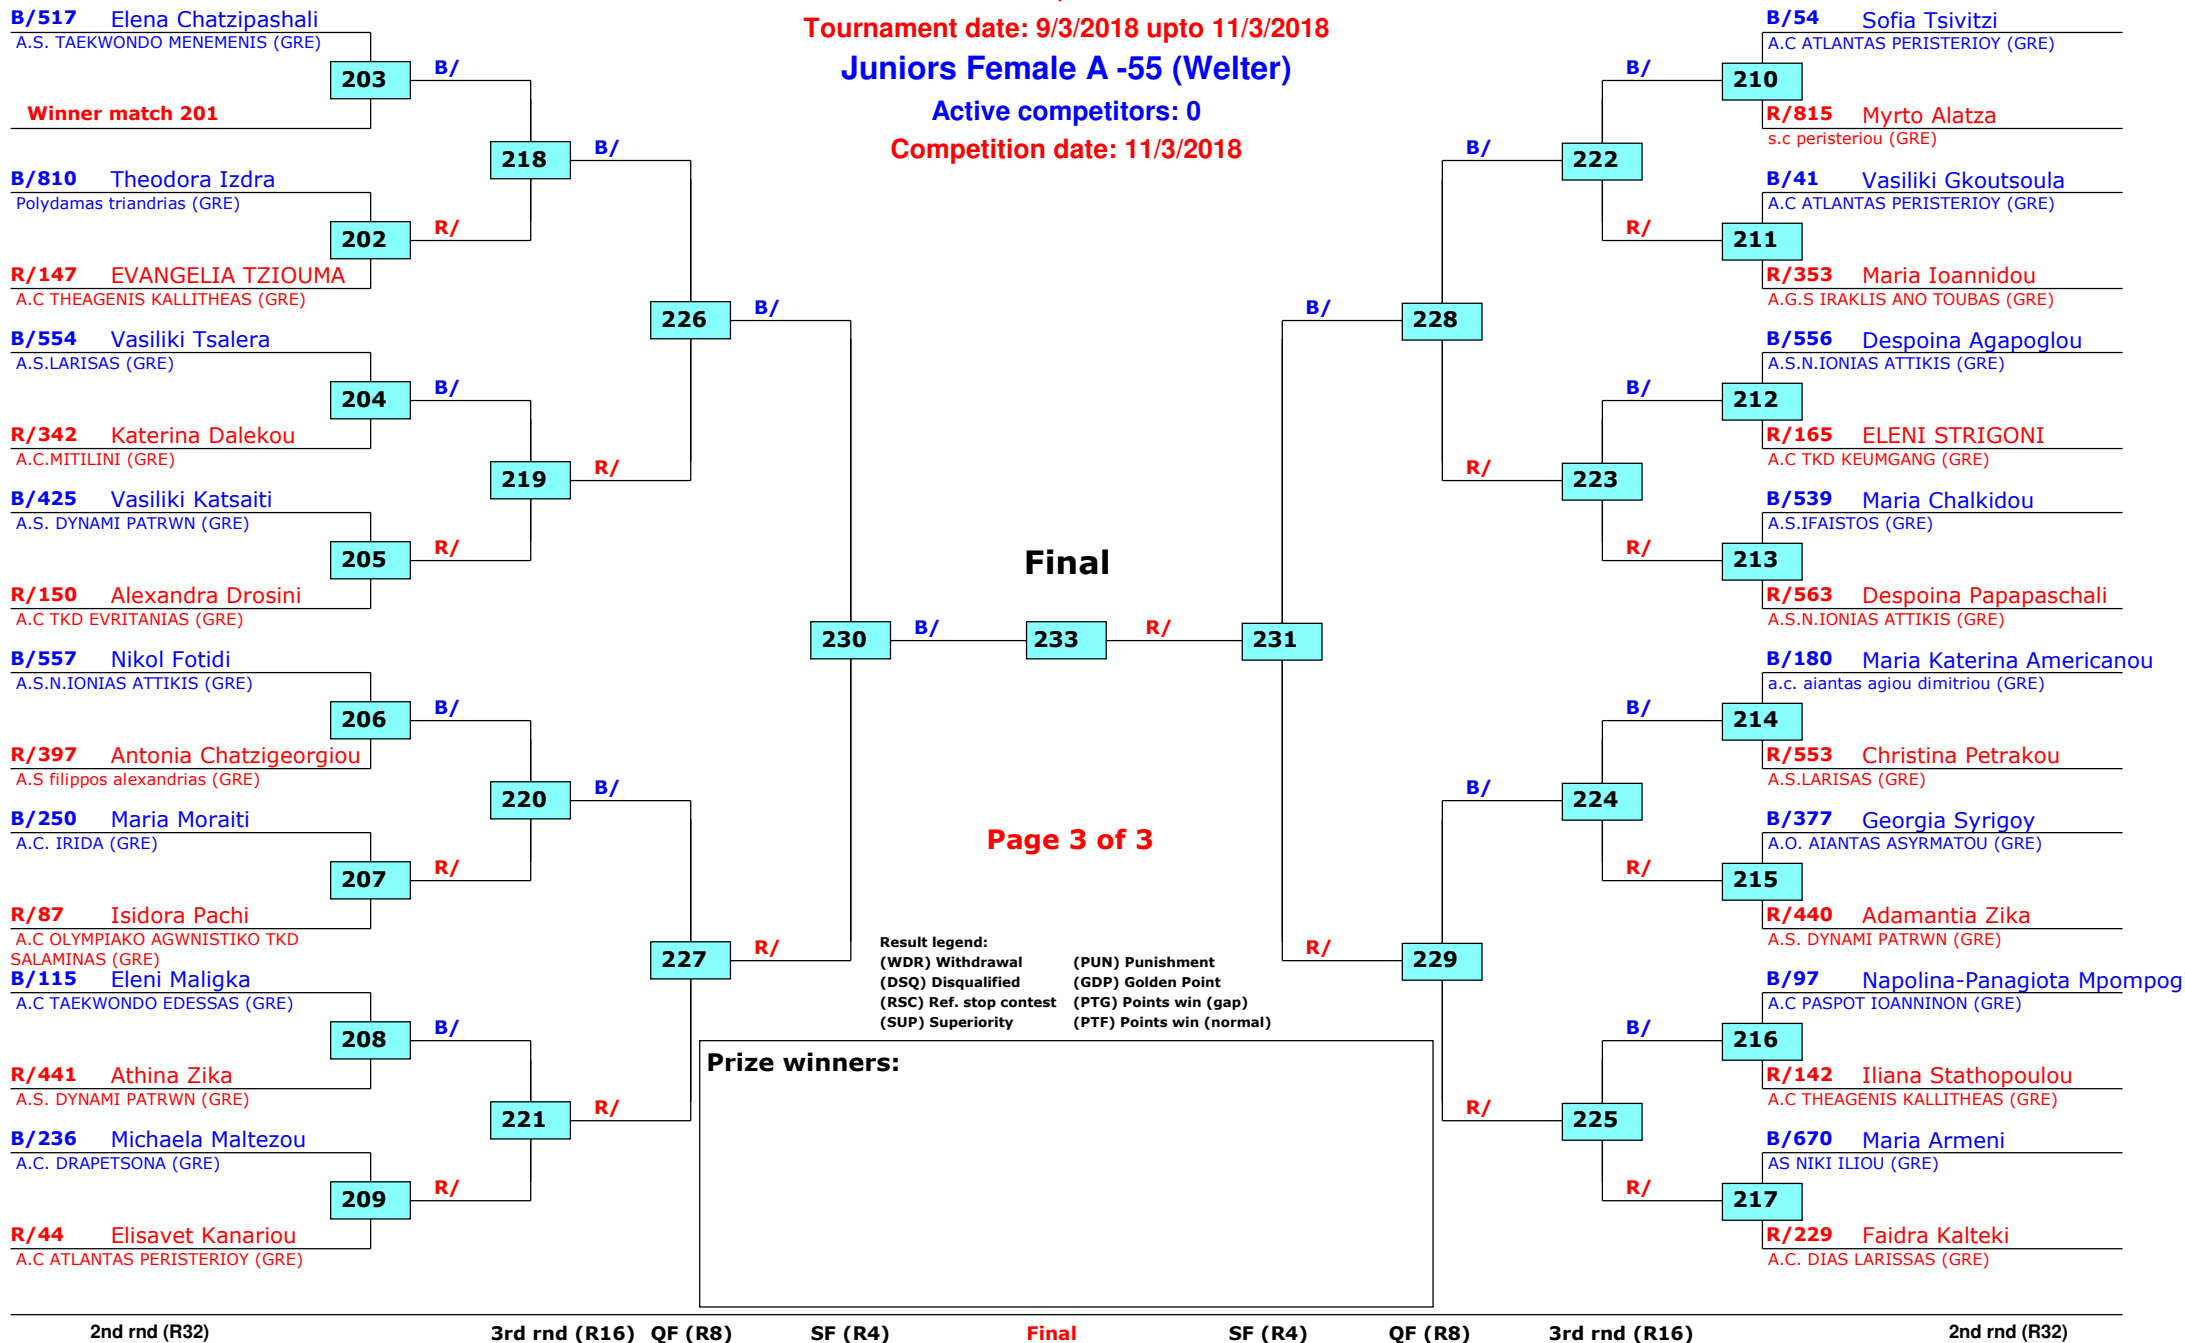 Tournament date: 9/3/2018 upto 11/3/2018
Juniors Female A -55 (Welter)
Active competitors: 0
Competition date: 11/3/2018
B/517 Elena Chatzipashali
A.S. TAEKWONDO MENEMENIS (GRE)
203
B/
Winner match 201
218
B/
B/810 Theodora Izdra
Polydamas triandrias (GRE)
202
R/
R/147 EVANGELIA TZIOUMA
A.C THEAGENIS KALLITHEAS (GRE)
226
B/
B/554 Vasiliki Tsalera
A.S.LARISAS (GRE)
204
B/
R/342 Katerina Dalekou
A.C.MITILINI (GRE)
219
R/
B/425 Vasiliki Katsaiti
A.S. DYNAMI PATRWN (GRE)
205
R/
R/150 Alexandra Drosini
A.C TKD EVRITANIAS (GRE)
230
B/
B/557 Nikol Fotidi
A.S.N.IONIAS ATTIKIS (GRE)
206
B/
R/397 Antonia Chatzigeorgiou
A.S filippos alexandrias (GRE)
220
B/
B/250 Maria Moraiti
A.C. IRIDA (GRE)
207
R/
R/87 Isidora Pachi
A.C OLYMPIAKO AGWNISTIKO TKD
SALAMINAS (GRE)
227
R/
B/115 Eleni Maligka
A.C TAEKWONDO EDESSAS (GRE)
208
B/
R/441 Athina Zika
A.S. DYNAMI PATRWN (GRE)
221
R/
B/236 Michaela Maltezou
A.C. DRAPETSONA (GRE)
209
R/
R/44 Elisavet Kanariou
A.C ATLANTAS PERISTERIOY (GRE)
Final
233
R/
231
Page 3 of 3
Result legend:
(WDR) Withdrawal (PUN) Punishment
(DSQ) Disqualified (GDP) Golden Point
(RSC) Ref. stop contest (PTG) Points win (gap)
(SUP) Superiority (PTF) Points win (normal)
Prize winners:
B/54 Sofia Tsivitzi
A.C ATLANTAS PERISTERIOY (GRE)
B/
210
R/815 Myrto Alatza
s.c peristeriou (GRE)
B/
222
B/41 Vasiliki Gkoutsoula
A.C ATLANTAS PERISTERIOY (GRE)
R/
211
R/353 Maria Ioannidou
A.G.S IRAKLIS ANO TOUBAS (GRE)
B/
228
B/556 Despoina Agapoglou
A.S.N.IONIAS ATTIKIS (GRE)
B/
212
R/165 ELENI STRIGONI
A.C TKD KEUMGANG (GRE)
R/
223
B/539 Maria Chalkidou
A.S.IFAISTOS (GRE)
R/
213
R/563 Despoina Papapaschali
A.S.N.IONIAS ATTIKIS (GRE)
B/180 Maria Katerina Americanou
a.c. aiantas agiou dimitriou (GRE)
B/
214
R/553 Christina Petrakou
A.S.LARISAS (GRE)
B/
224
B/377 Georgia Syrigoy
A.O. AIANTAS ASYRMATOU (GRE)
R/
215
R/440 Adamantia Zika
A.S. DYNAMI PATRWN (GRE)
R/
229
B/97 Napolina-Panagiota Mpompog
A.C PASPOT IOANNINON (GRE)
B/
216
R/142 Iliana Stathopoulou
A.C THEAGENIS KALLITHEAS (GRE)
R/
225
B/670 Maria Armeni
AS NIKI ILIOU (GRE)
R/
217
R/229 Faidra Kalteki
A.C. DIAS LARISSAS (GRE)
2nd rnd (R32) 3rd rnd (R16) QF (R8) SF (R4) Final SF (R4) QF (R8) 3rd rnd (R16) 2nd rnd (R32)